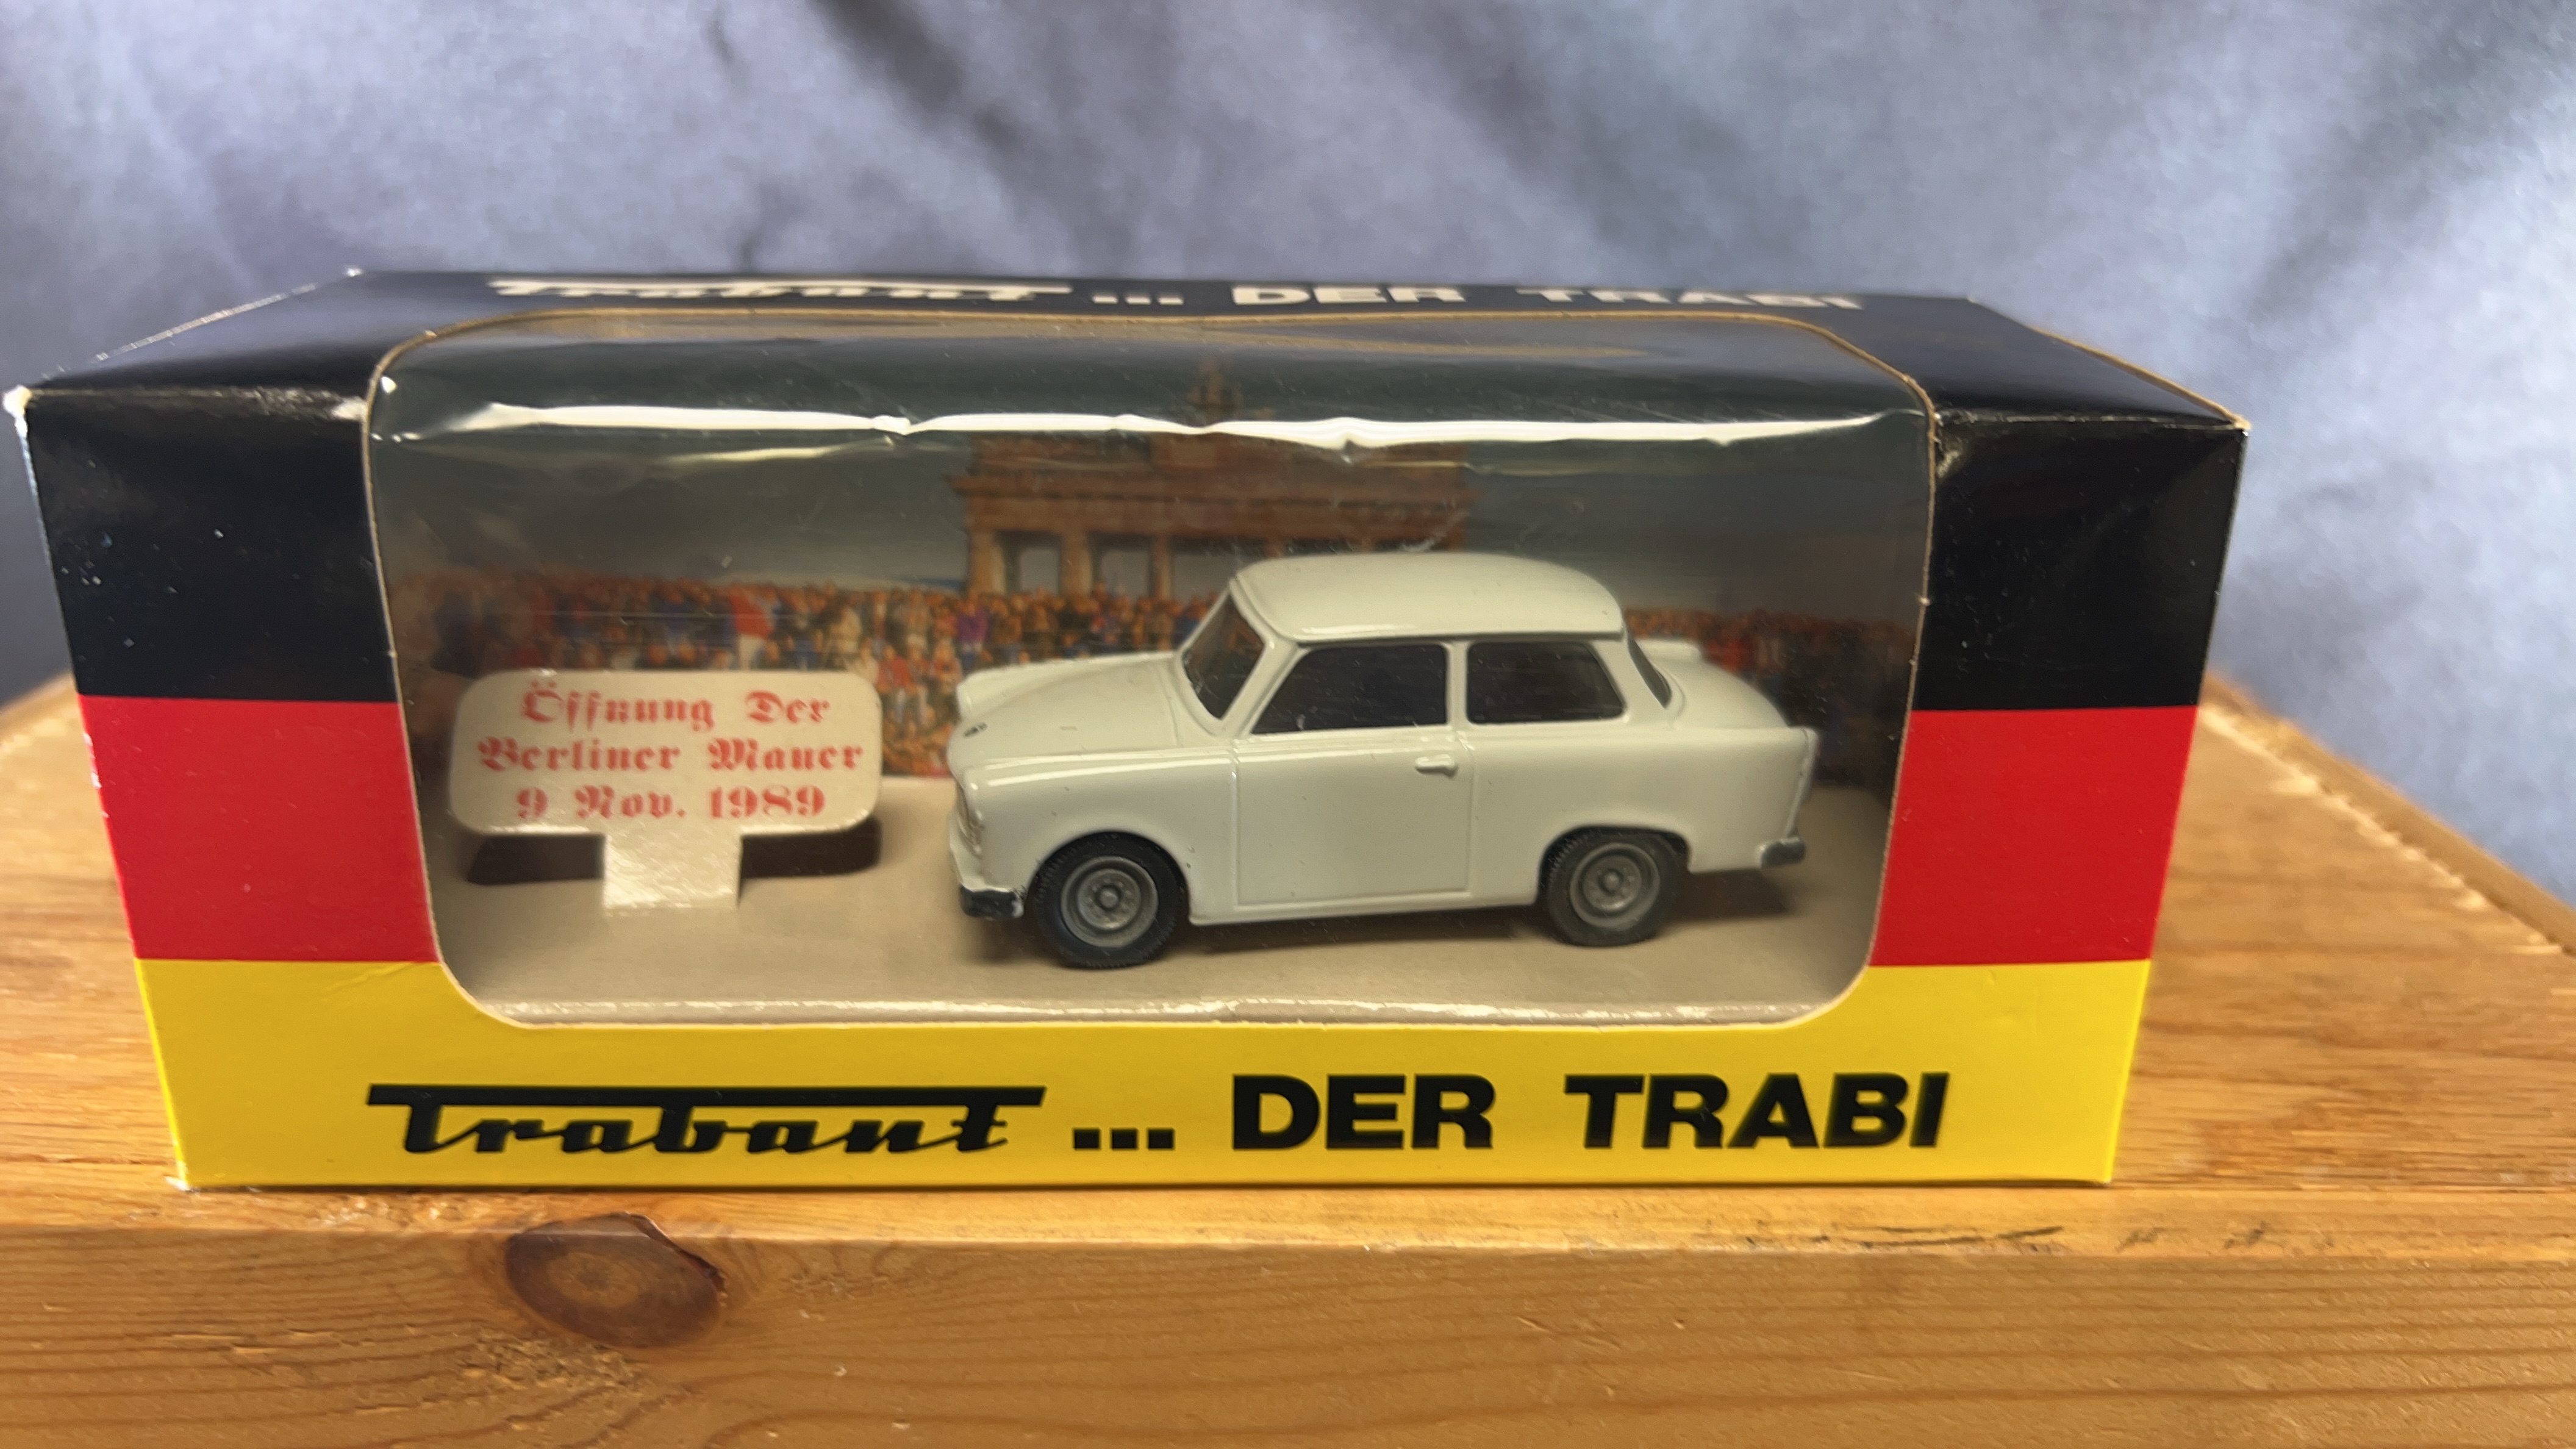 Trabant ... DER TRABI
Öffnung Der
Berliner Mauer
9 Nov. 1989
Trabant ... DER TRABI